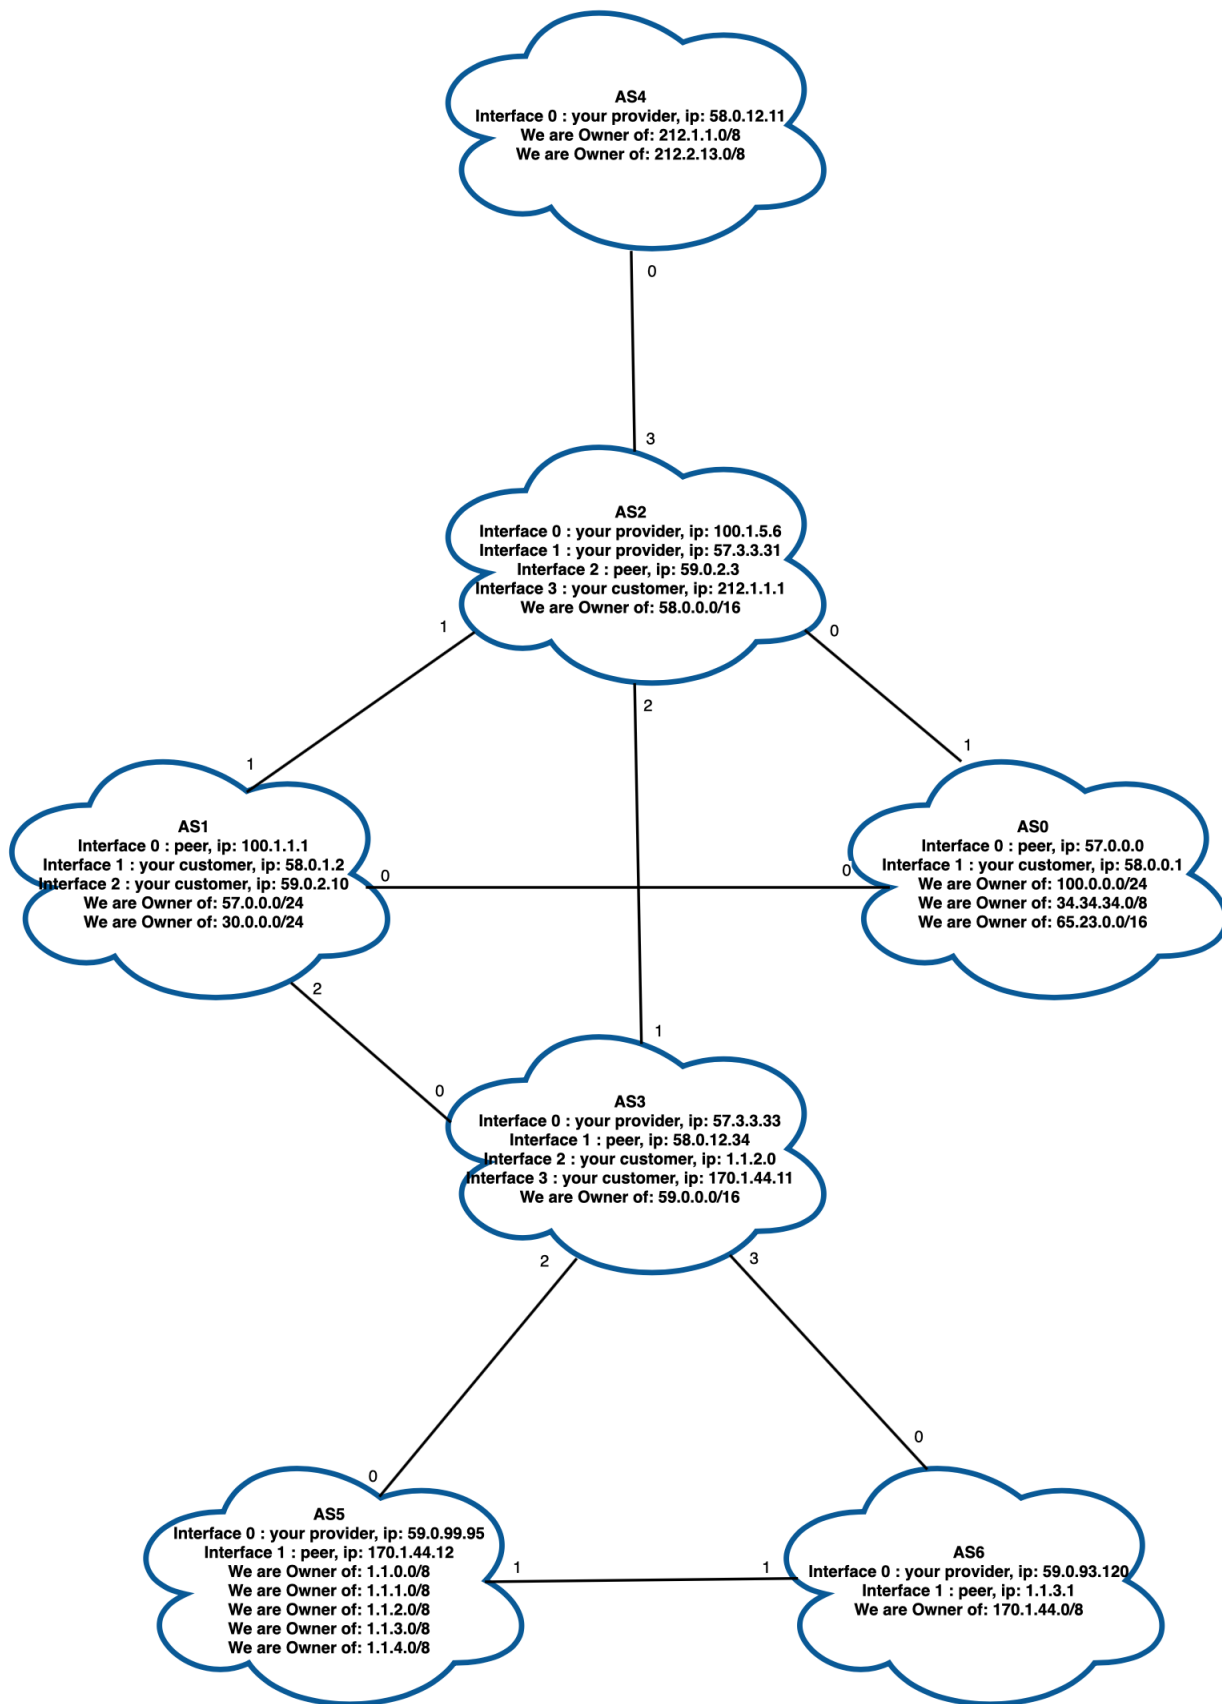 AS4
Interface 0 : your provider, ip: 58.0.12.11
We are Owner of: 212.1.1.0/8
We are Owner of: 212.2.13.0/8
0
3
AS2
Interface 0 : your provider, ip: 100.1.5.6
Interface 1 : your provider, ip: 57.3.3.31
Interface 2 : peer, ip: 59.0.2.3
Interface 3 : your customer, ip: 212.1.1.1
We are Owner of: 58.0.0.0/16
1
0
2
1
1
AS1
Interface 0 : peer, ip: 100.1.1.1
Interface 1 : your customer, ip: 58.0.1.2
Interface 2 : your customer, ip: 59.0.2.10
We are Owner of: 57.0.0.0/24
We are Owner of: 30.0.0.0/24
0
0
AS0
Interface 0 : peer, ip: 57.0.0.0
Interface 1 : your customer, ip: 58.0.0.1
We are Owner of: 100.0.0.0/24
We are Owner of: 34.34.34.0/8
We are Owner of: 65.23.0.0/16
2
1
0
AS3
Interface 0 : your provider, ip: 57.3.3.33
Interface 1 : peer, ip: 58.0.12.34
Interface 2 : your customer, ip: 1.1.2.0
Interface 3 : your customer, ip: 170.1.44.11
We are Owner of: 59.0.0.0/16
2
3
0
0
AS5
Interface 0 : your provider, ip: 59.0.99.95
Interface 1 : peer, ip: 170.1.44.12
We are Owner of: 1.1.0.0/8
We are Owner of: 1.1.1.0/8
We are Owner of: 1.1.2.0/8
We are Owner of: 1.1.3.0/8
We are Owner of: 1.1.4.0/8
1
1
AS6
Interface 0 : your provider, ip: 59.0.93.120
Interface 1 : peer, ip: 1.1.3.1
We are Owner of: 170.1.44.0/8